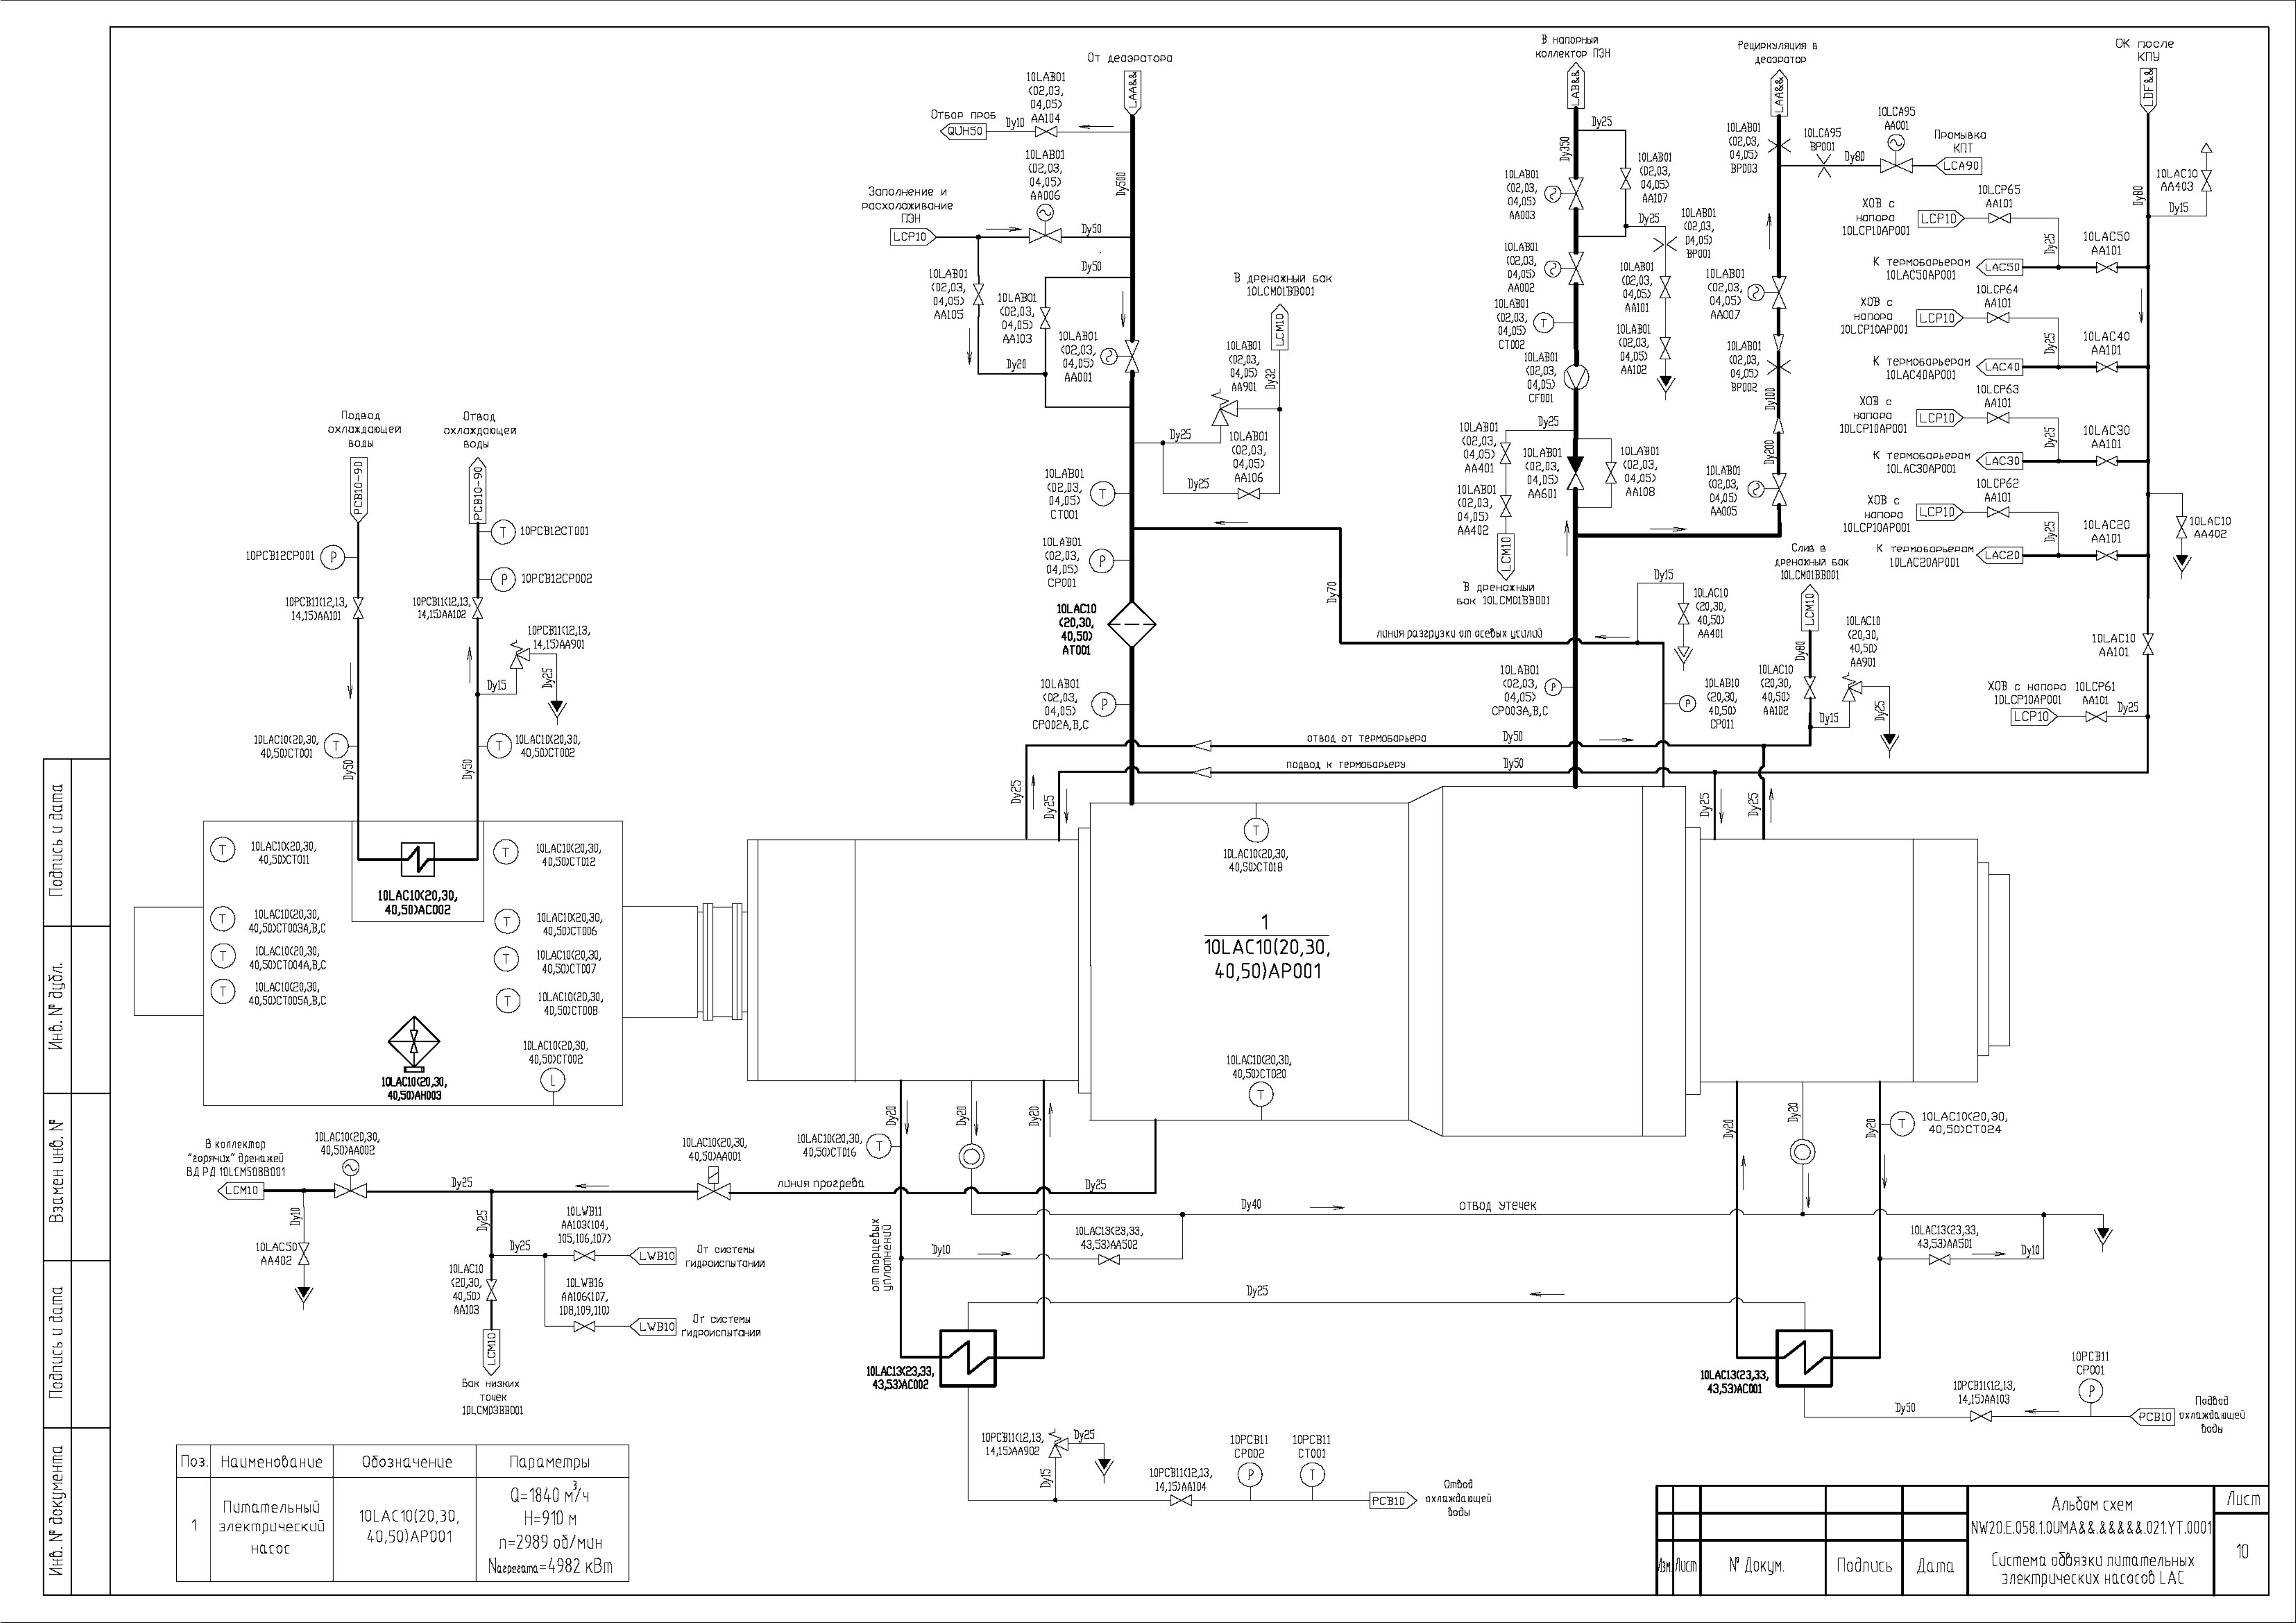 От деаэратора
LAA&&
10LAB01
(02,03,
04,05)
AA104
Отбор проб
QUH50
Dy10
10LAB01
(02,03,
04,05)
AA006
Заполнение и
расхолаживание
ПЭН
LCP10
Dy50
Dy500
10LAB01
(02,03,
04,05)
AA105
Dy50
10LAB01
(02,03,
04,05)
AA103
Dy20
10LAB01
(02,03,
04,05)
AA001
В дренажный бак
10LCM01BB001
LCM10
10LAB01
(02,03,
04,05)
AA901
Dy32
Dy25
10LAB01
(02,03,
04,05)
AA106
Dy25
10LAB01
(02,03,
04,05)
CT001
T
10LAB01
(02,03,
04,05)
CP001
P
10LAC10
(20,30,
40,50)
AT001
10LAB01
(02,03,
04,05)
CP002A,B,C
P
В напорный
коллектор ПЭН
LAB&&
Dy25
Dy350
10LAB01
(02,03,
04,05)
AA003
10LAB01
(02,03,
04,05)
AA107
Dy25
10LAB01
(02,03,
04,05)
BP001
10LAB01
(02,03,
04,05)
AA002
10LAB01
(02,03,
04,05)
AA101
10LAB01
(02,03,
04,05)
CT002
T
10LAB01
(02,03,
04,05)
AA102
10LAB01
(02,03,
04,05)
CF001
Dy25
10LAB01
(02,03,
04,05)
AA401
10LAB01
(02,03,
04,05)
AA601
10LAB01
(02,03,
04,05)
AA108
10LAB01
(02,03,
04,05)
AA402
LCM10
В дренажный
бак 10LCM01BB001
Рециркуляция в
деаэратор
LAA&&
10LAB01
(02,03,
04,05)
BP003
10LCA95
BP001
10LCA95
AA001
Промывка
КПТ
LCA90
Dy80
10LAB01
(02,03,
04,05)
AA007
10LAB01
(02,03,
04,05)
BP002
Dy100
Dy200
10LAB01
(02,03,
04,05)
AA005
ОК после
КПУ
LDF&&
Dy80
10LAC10
AA403
Dy15
10LCP65
AA101
ХОВ с
напора
10LCP10AP001
LCP10
Dy25
К термобарьерам
10LAC50AP001
LAC50
10LAC50
AA101
10LCP64
AA101
ХОВ с
напора
10LCP10AP001
LCP10
Dy25
К термобарьерам
10LAC40AP001
LAC40
10LAC40
AA101
10LCP63
AA101
ХОВ с
напора
10LCP10AP001
LCP10
Dy25
К термобарьерам
10LAC30AP001
LAC30
10LAC30
AA101
10LCP62
AA101
ХОВ с
напора
10LCP10AP001
LCP10
Dy25
К термобарьерам
10LAC20AP001
LAC20
10LAC20
AA101
10LAC10
AA402
10LAC10
AA101
ХОВ с напора
10LCP10AP001
LCP10
10LCP61
AA101
Dy25
Слив в
дренажный бак
10LCM01BB001
LCM10
Dy80
10LAC10
(20,30,
40,50)
AA901
10LAC10
(20,30,
40,50)
AA102
Dy15
Dy25
Dy15
10LAC10
(20,30,
40,50)
AA401
Dy70
линия разгрузки от осевых усилий
10LAB01
(02,03,
04,05)
CP003A,B,C
P
10LAB10
(20,30,
40,50)
CP011
P
отвод от термобарьера
Dy50
подвод к термобарьеру
Dy50
Dy25
Dy25
Dy25
Dy25
Подвод
охлаждающей
воды
PCB10-90
Отвод
охлаждающей
воды
PCB10-90
T
10PCB12CT001
10PCB12CP001
P
P
10PCB12CP002
10PCB11(12,13,
14,15)AA101
10PCB11(12,13,
14,15)AA102
10PCB11(12,13,
14,15)AA901
Dy15
Dy25
10LAC10(20,30,
40,50)CT001
T
T
10LAC10(20,30,
40,50)CT002
Dy50
Dy50
T
10LAC10(20,30,
40,50)CT011
T
10LAC10(20,30,
40,50)CT012
10LAC10(20,30,
40,50)AC002
T
10LAC10(20,30,
40,50)CT003A,B,C
T
10LAC10(20,30,
40,50)CT006
T
10LAC10(20,30,
40,50)CT004A,B,C
T
10LAC10(20,30,
40,50)CT007
T
10LAC10(20,30,
40,50)CT005A,B,C
T
10LAC10(20,30,
40,50)CT008
10LAC10(20,30,
40,50)AH003
10LAC10(20,30,
40,50)CT002
L
T
10LAC10(20,30,
40,50)CT018
1
10LAC10(20,30,
40,50)AP001
10LAC10(20,30,
40,50)CT020
T
В коллектор
"горячих" дренажей
ВД РД 10LCM50BB001
LCM10
10LAC10(20,30,
40,50)AA002
Dy25
10LAC10(20,30,
40,50)AA001
линия прогрева
Dy25
Dy10
10LAC50
AA402
Dy25
Dy25
10LWB11
AA103(104,
105,106,107)
LWB10
От системы
гидроиспытаний
10LAC10
(20,30,
40,50)
AA103
10LWB16
AA106(107,
108,109,110)
LWB10
От системы
гидроиспытаний
LCM10
Бак низких
точек
10LCM03BB001
10LAC10(20,30,
40,50)CT016
T
Dy20
Dy20
Dy20
Dy20
Dy20
Dy20
T
10LAC10(20,30,
40,50)CT024
Dy40
ОТВОД УТЕЧЕК
от торцевых
уплотнений
Dy10
10LAC13(23,33,
43,53)AA502
10LAC13(23,33,
43,53)AA501
Dy10
Dy25
10LAC13(23,33,
43,53)AC002
10LAC13(23,33,
43,53)AC001
10PCB11
CP001
P
10PCB11(12,13,
14,15)AA103
Dy50
PCB10
Подвод
охлаждающей
воды
10PCB11(12,13,
14,15)AA902
Dy25
Dy15
10PCB11(12,13,
14,15)AA104
10PCB11
CP002
P
10PCB11
CT001
T
PCB10
Отвод
охлаждающей
воды
Поз. Наименование Обозначение Параметры
1
Питательный
электрический
насос
10LAC10(20,30,
40,50)AP001
Q=1840 м³/ч
H=910 м
n=2989 об/мин
Nагрегата=4982 кВт
Подпись и дата
Инв. № дубл.
Взамен инв. №
Подпись и дата
Инв. № документа
Изм. Лист № Докум. Подпись Дата
Альбом схем
NW20.E.058.1.0UMA&&.&&&&&.021.YT.0001
Система обвязки питательных
электрических насосов LAC
Лист
10